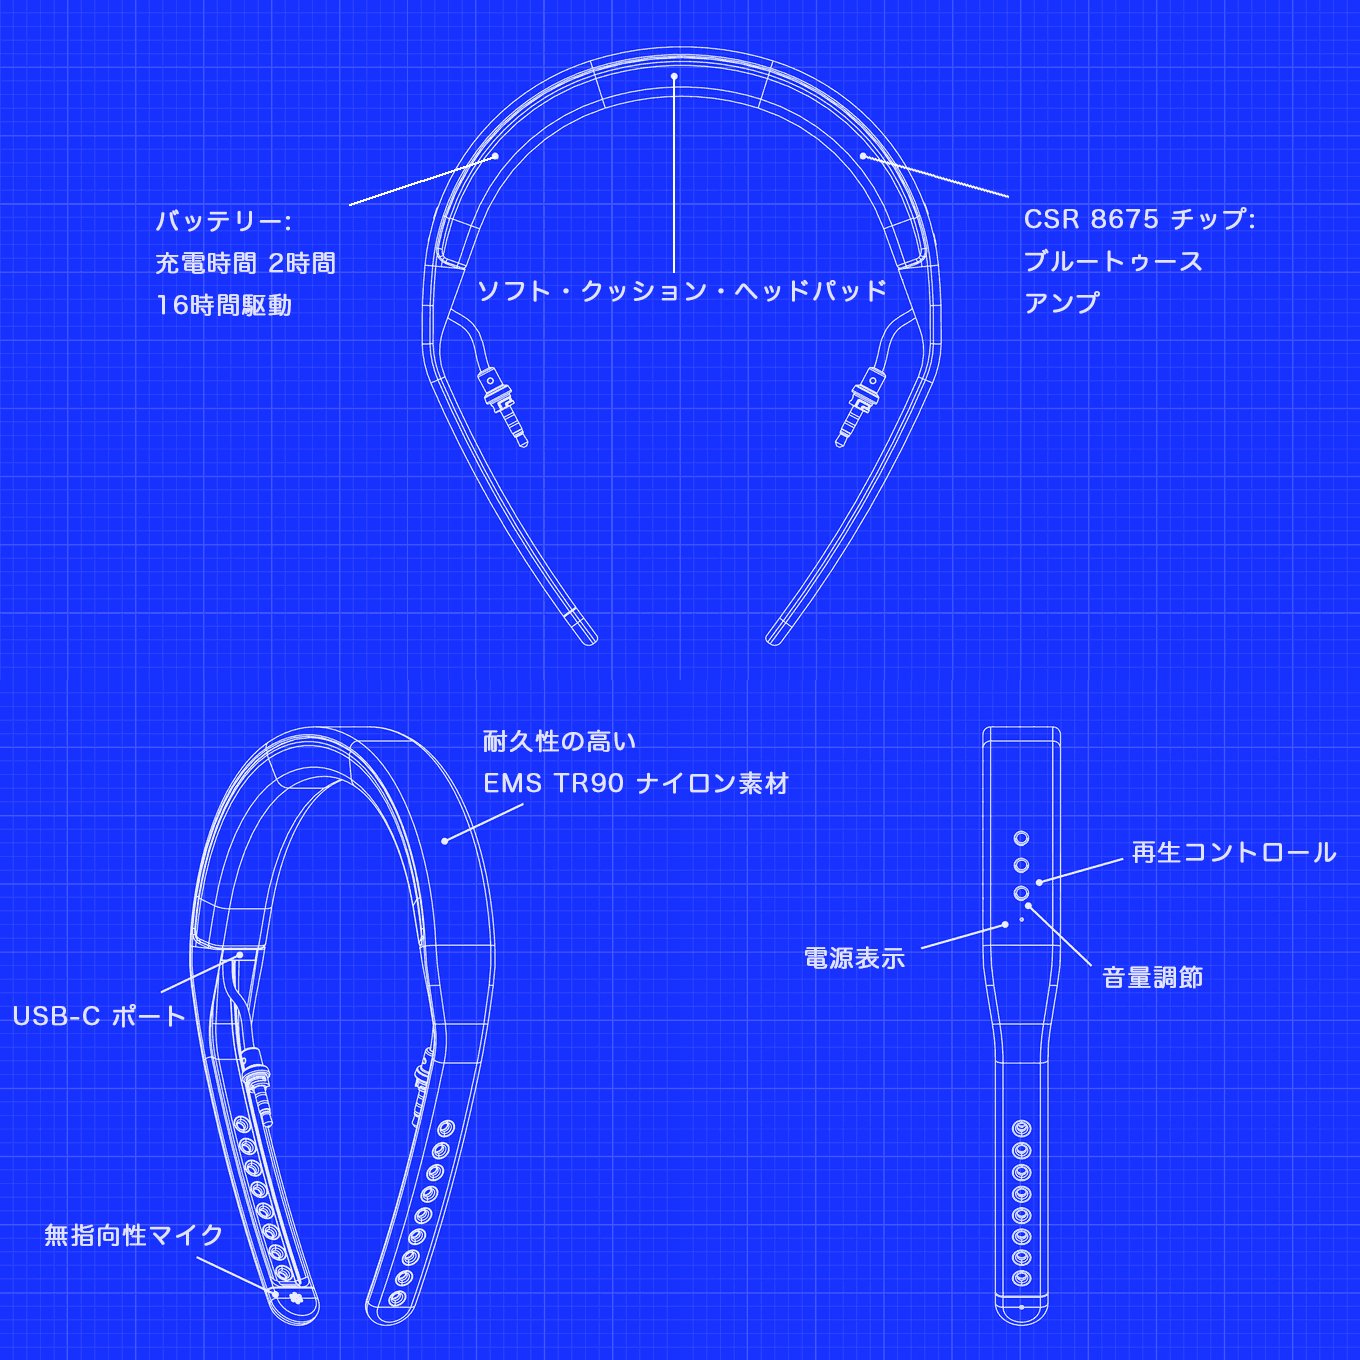 バッテリー:
充電時間 2時間
16時間駆動
CSR 8675 チップ:
ブルートゥース
アンプ
ソフト・クッション・ヘッドパッド
耐久性の高い
EMS TR90 ナイロン素材
再生コントロール
電源表示
音量調節
USB-C ポート
無指向性マイク